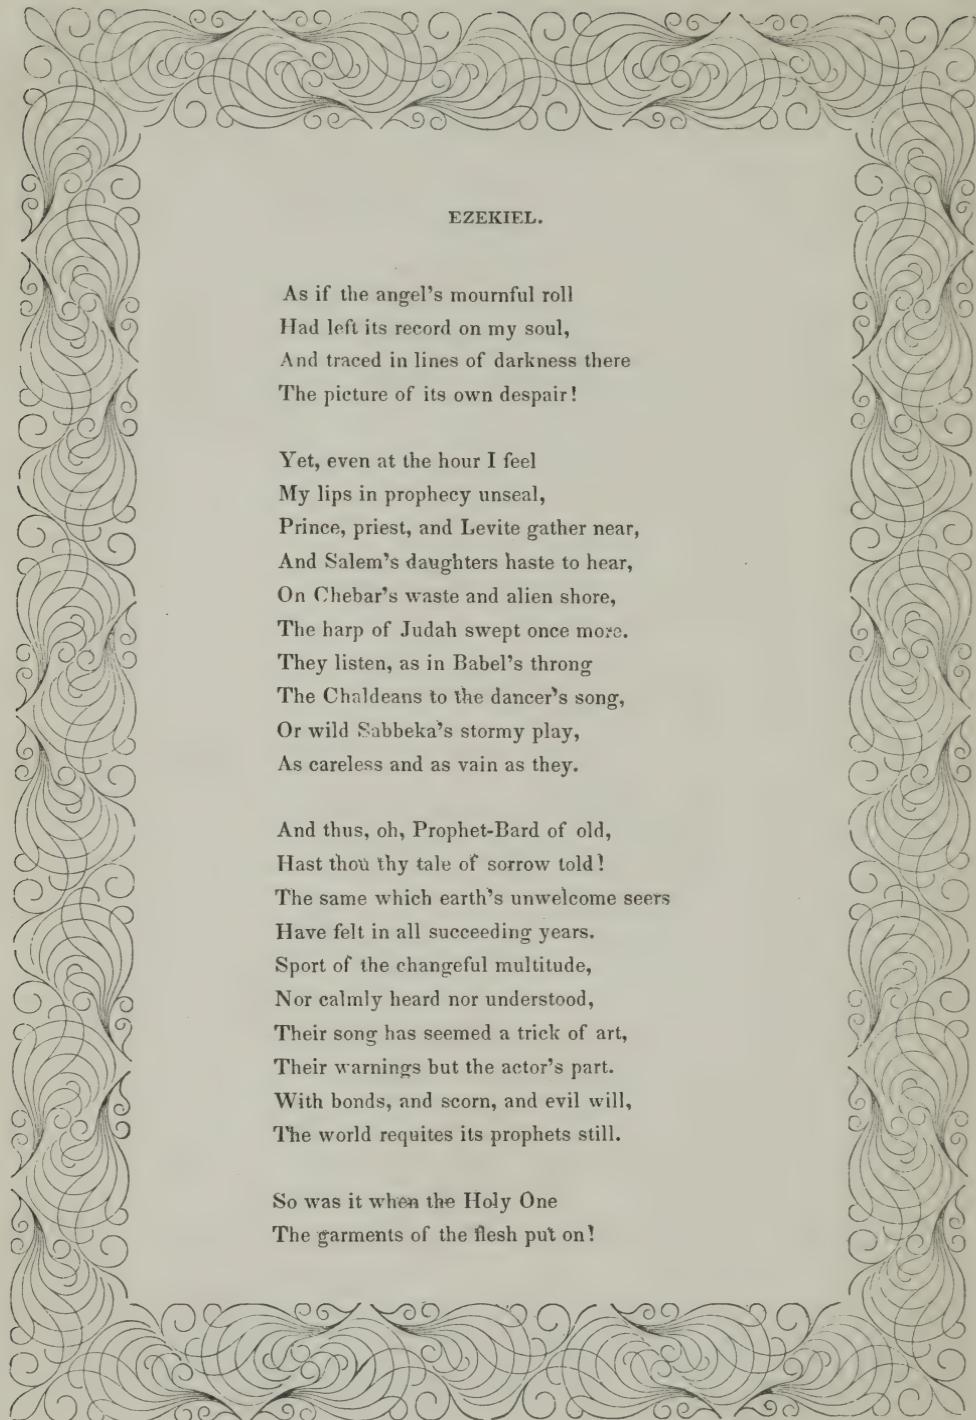 EZEKIEL.
As if the angel's mournful roll
Had left its record on my soul,
And traced in lines of darkness there
The picture of its own despair!
Yet, even at the hour I feel
My lips in prophecy unseal,
Prince, priest, and Levite gather near,
And Salem's daughters haste to hear,
On Chebar's waste and alien shore,
The harp of Judah swept once more.
They listen, as in Babel's throng
The Chaldeans to the dancer's song,
Or wild Sabbeka's stormy play,
As careless and as vain as they.
And thus, oh, Prophet-Bard of old,
Hast thou thy tale of sorrow told!
The same which earth's unwelcome seers
Have felt in all succeeding years.
Sport of the changeful multitude,
Nor calmly heard nor understood,
Their song has seemed a trick of art,
Their warnings but the actor's part.
With bonds, and scorn, and evil will,
The world requites its prophets still.
So was it when the Holy One
The garments of the flesh put on!